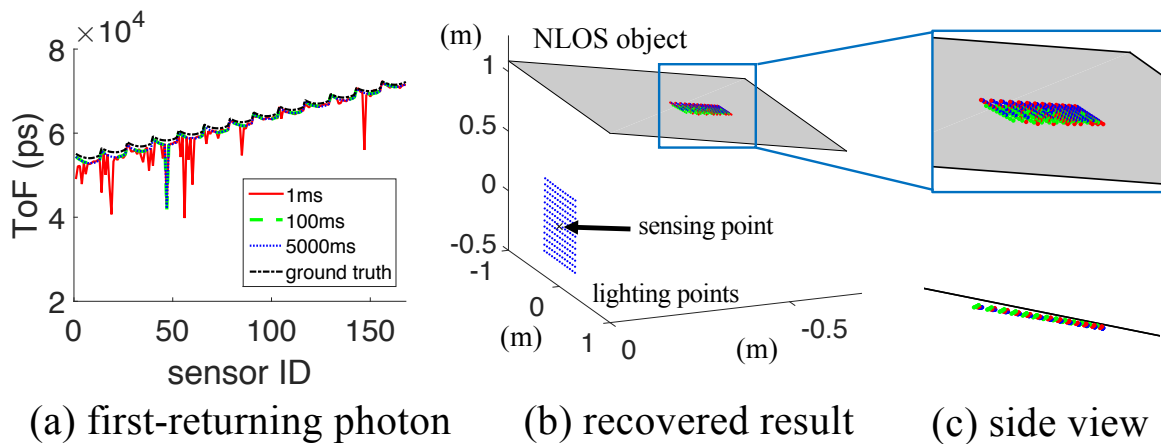 ×10⁴
8
6
4
2
ToF (ps)
1ms
100ms
5000ms
ground truth
0
50
100
150
sensor ID
(a) first-returning photon
(m)
NLOS object
1
0.5
0
-0.5
-1
0
1
(m)
sensing point
lighting points
0
-0.5
(m)
(b) recovered result
(c) side view